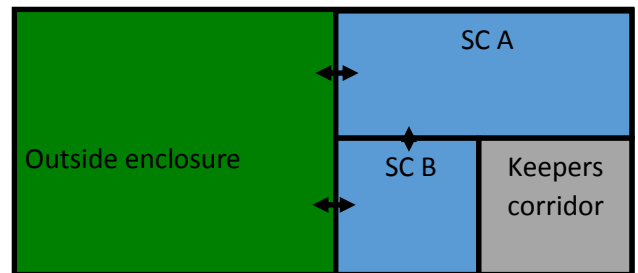 SC A
Outside enclosure
SC B
Keepers
corridor